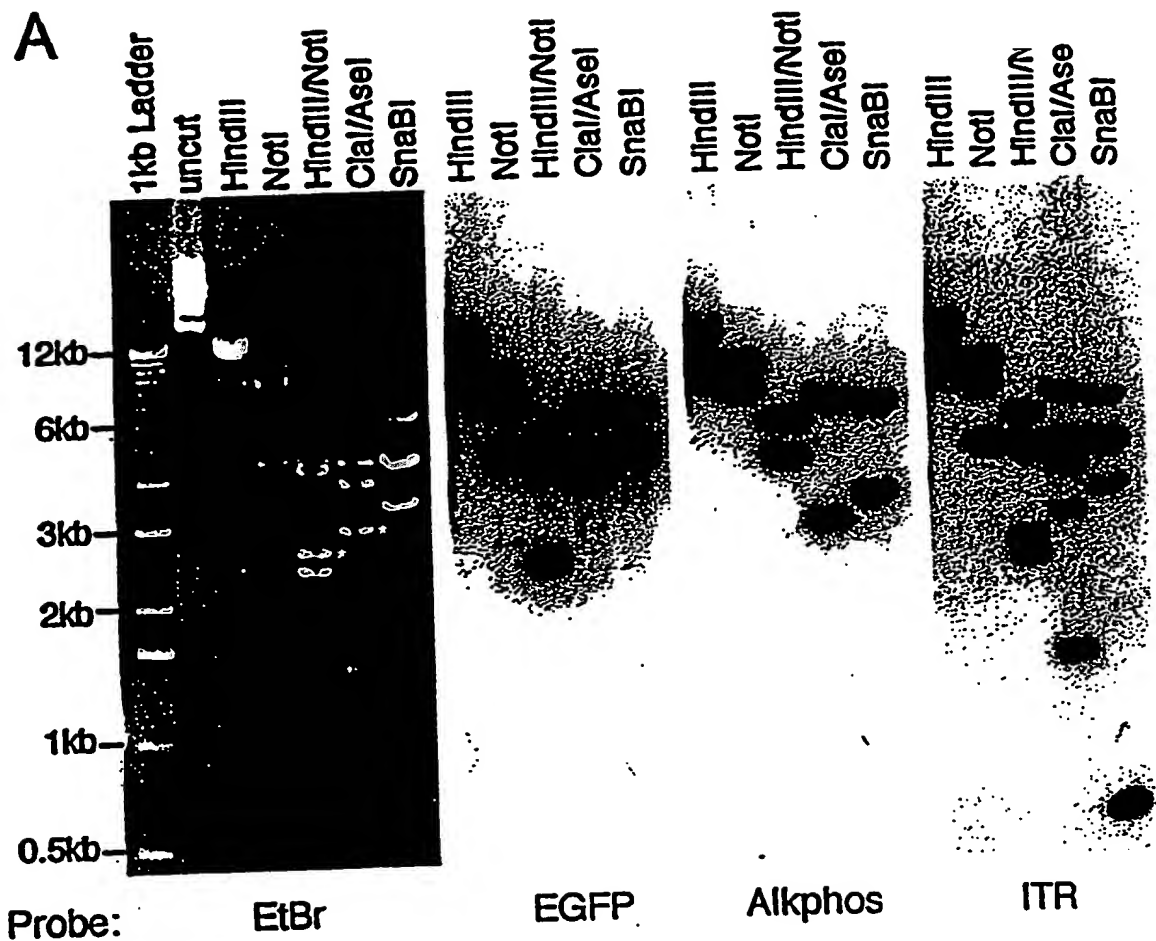 A
1kb Ladder
uncut
HindIII
NotI
HindIII/NotI
ClaI/AseI
SnaBI
HindIII
NotI
HindIII/NotI
ClaI/AseI
SnaBI
HindIII
NotI
HindIII/NotI
ClaI/AseI
SnaBI
HindIII
NotI
HindIII/N
ClaI/Ase
SnaBI
12kb
6kb
3kb
2kb
1kb
0.5kb
Probe:
EtBr
EGFP
Alkphos
ITR